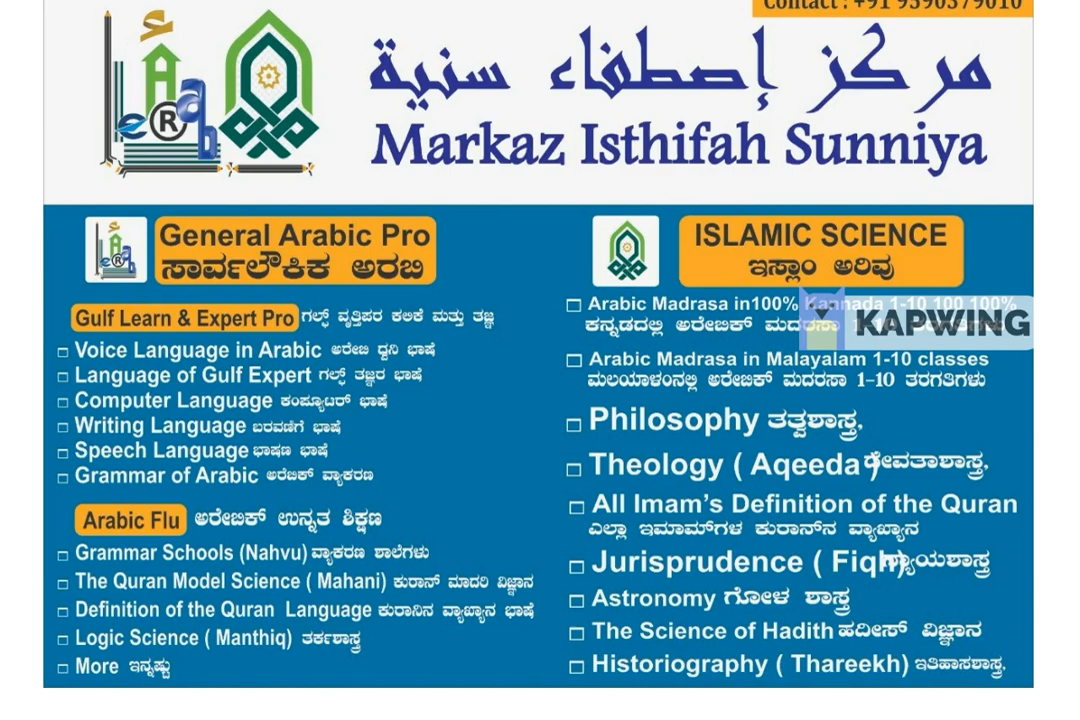 Contact : +91 9590379010
مركز إصطفاء سنية
Markaz Isthifah Sunniya
General Arabic Pro
ಸಾರ್ವಲೌಕಿಕ ಅರಬಿ
Gulf Learn & Expert Pro ಗಲ್ಫ್ ವೃತ್ತಿಪರ ಕಲಿಕೆ ಮತ್ತು ತಜ್ಞ
Voice Language in Arabic ಅರೇಬಿ ಧ್ವನಿ ಭಾಷೆ
Language of Gulf Expert ಗಲ್ಫ್ ತಜ್ಞರ ಭಾಷೆ
Computer Language ಕಂಪ್ಯೂಟರ್ ಭಾಷೆ
Writing Language ಬರವಣಿಗೆ ಭಾಷೆ
Speech Language ಭಾಷಣ ಭಾಷೆ
Grammar of Arabic ಅರೇಬಿಕ್ ವ್ಯಾಕರಣ
Arabic Flu ಅರೇಬಿಕ್ ಉನ್ನತ ಶಿಕ್ಷಣ
Grammar Schools (Nahvu) ವ್ಯಾಕರಣ ಶಾಲೆಗಳು
The Quran Model Science ( Mahani) ಕುರಾನ್ ಮಾದರಿ ವಿಜ್ಞಾನ
Definition of the Quran Language ಕುರಾನಿನ ವ್ಯಾಖ್ಯಾನ ಭಾಷೆ
Logic Science ( Manthiq) ತರ್ಕಶಾಸ್ತ್ರ
More ಇನ್ನಷ್ಟು
ISLAMIC SCIENCE
ಇಸ್ಲಾಂ ಅರಿವು
Arabic Madrasa in100% Kannada 1-10 100 100%
ಕನ್ನಡದಲ್ಲಿ ಅರೇಬಿಕ್ ಮದರಸಾ
KAPWING
Arabic Madrasa in Malayalam 1-10 classes
ಮಲಯಾಳಂನಲ್ಲಿ ಅರೇಬಿಕ್ ಮದರಸಾ 1-10 ತರಗತಿಗಳು
Philosophy ತತ್ವಶಾಸ್ತ್ರ,
Theology ( Aqeeda ) ದೇವತಾಶಾಸ್ತ್ರ,
All Imam's Definition of the Quran
ಎಲ್ಲಾ ಇಮಾಮ್‌ಗಳ ಕುರಾನ್‌ನ ವ್ಯಾಖ್ಯಾನ
Jurisprudence ( Fiqh) ನ್ಯಾಯಶಾಸ್ತ್ರ
Astronomy ಗೋಳ ಶಾಸ್ತ್ರ
The Science of Hadith ಹದೀಸ್ ವಿಜ್ಞಾನ
Historiography ( Thareekh) ಇತಿಹಾಸಶಾಸ್ತ್ರ,